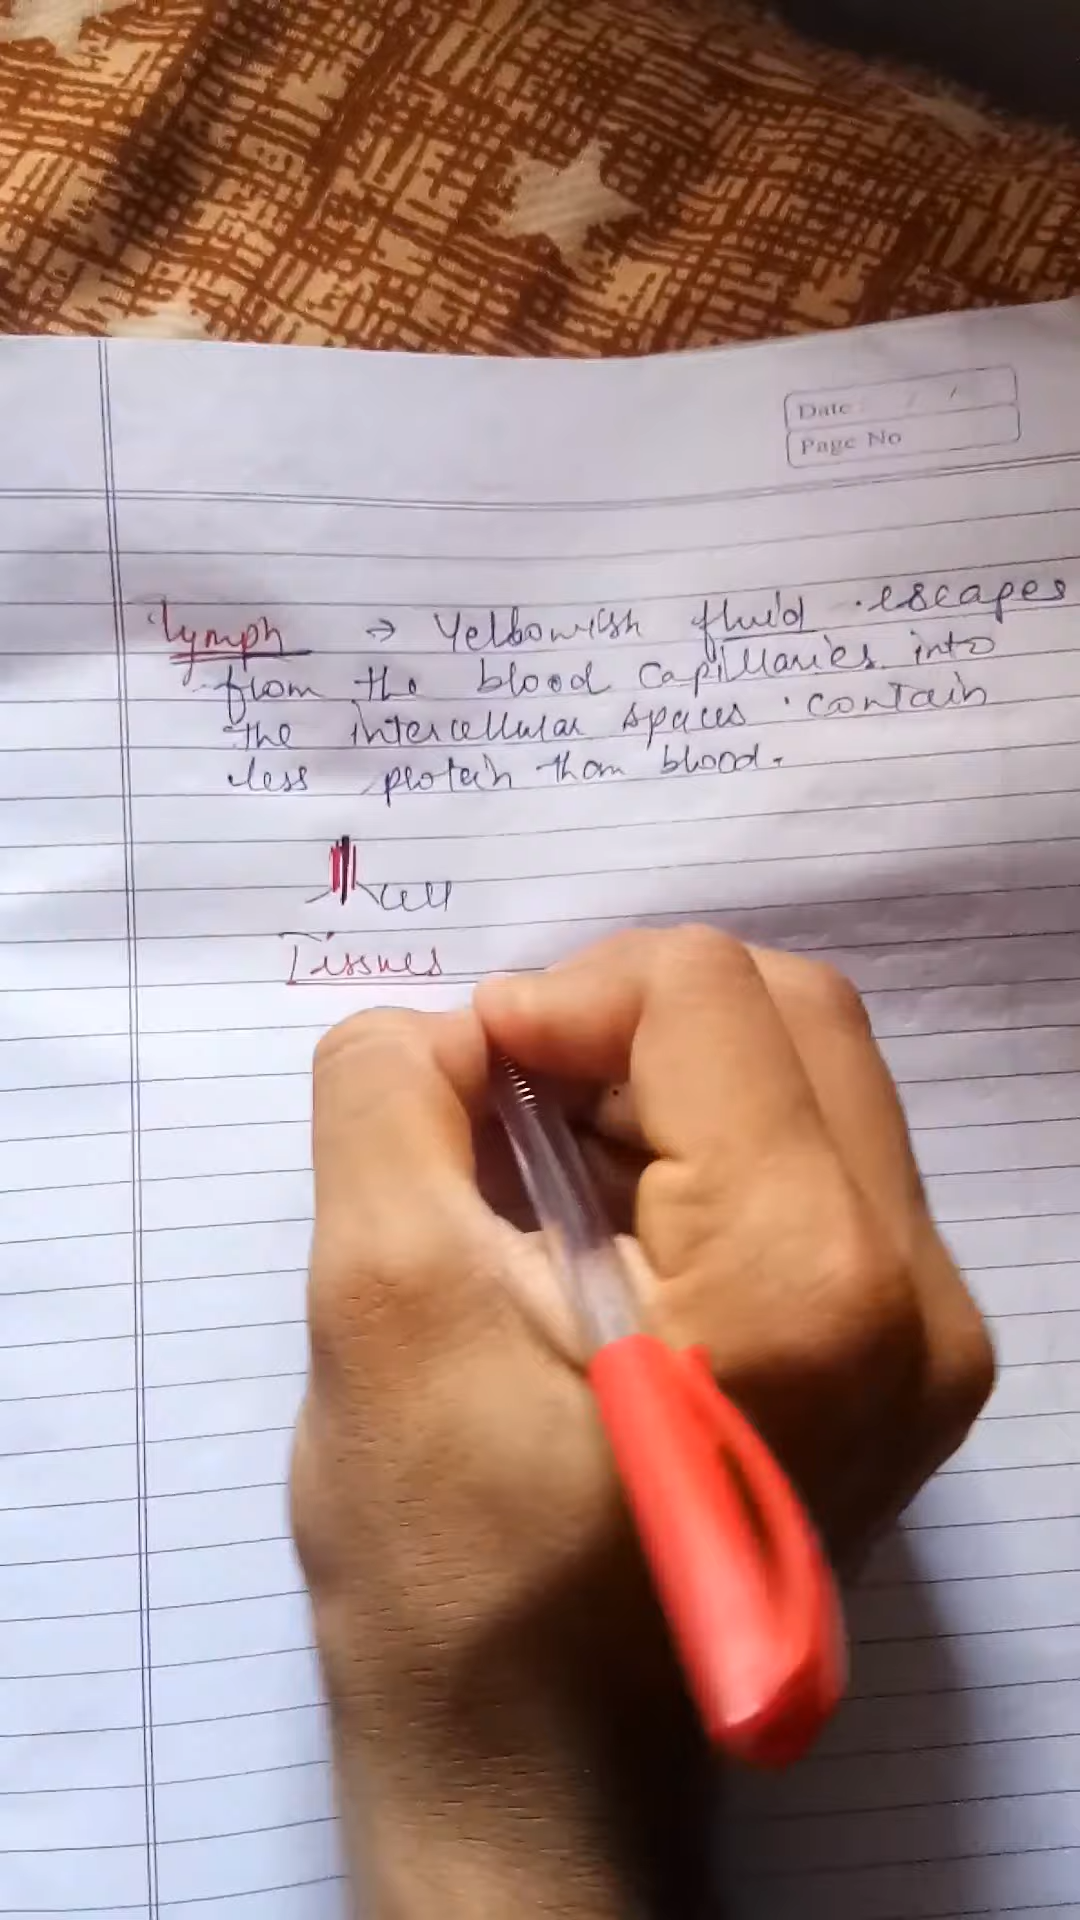 Date / /
Page No
lymph → Yellowish fluid . escapes
from the blood capillaries into
the intercellular spaces . contain
less protein than blood.
cell
Tissues